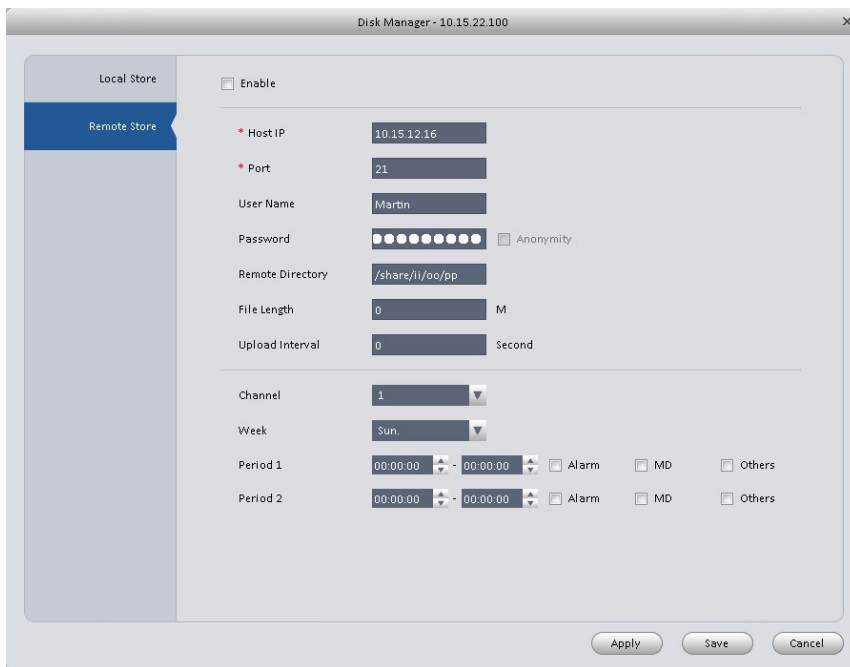 Disk Manager - 10.15.22.100
Local Store
Remote Store
Enable
* Host IP 10.15.12.16
* Port 21
User Name Martin
Password Anonymity
Remote Directory /share/ii/oo/pp
File Length 0 M
Upload Interval 0 Second
Channel 1
Week Sun.
Period 1 00:00:00 - 00:00:00 Alarm MD Others
Period 2 00:00:00 - 00:00:00 Alarm MD Others
Apply Save Cancel